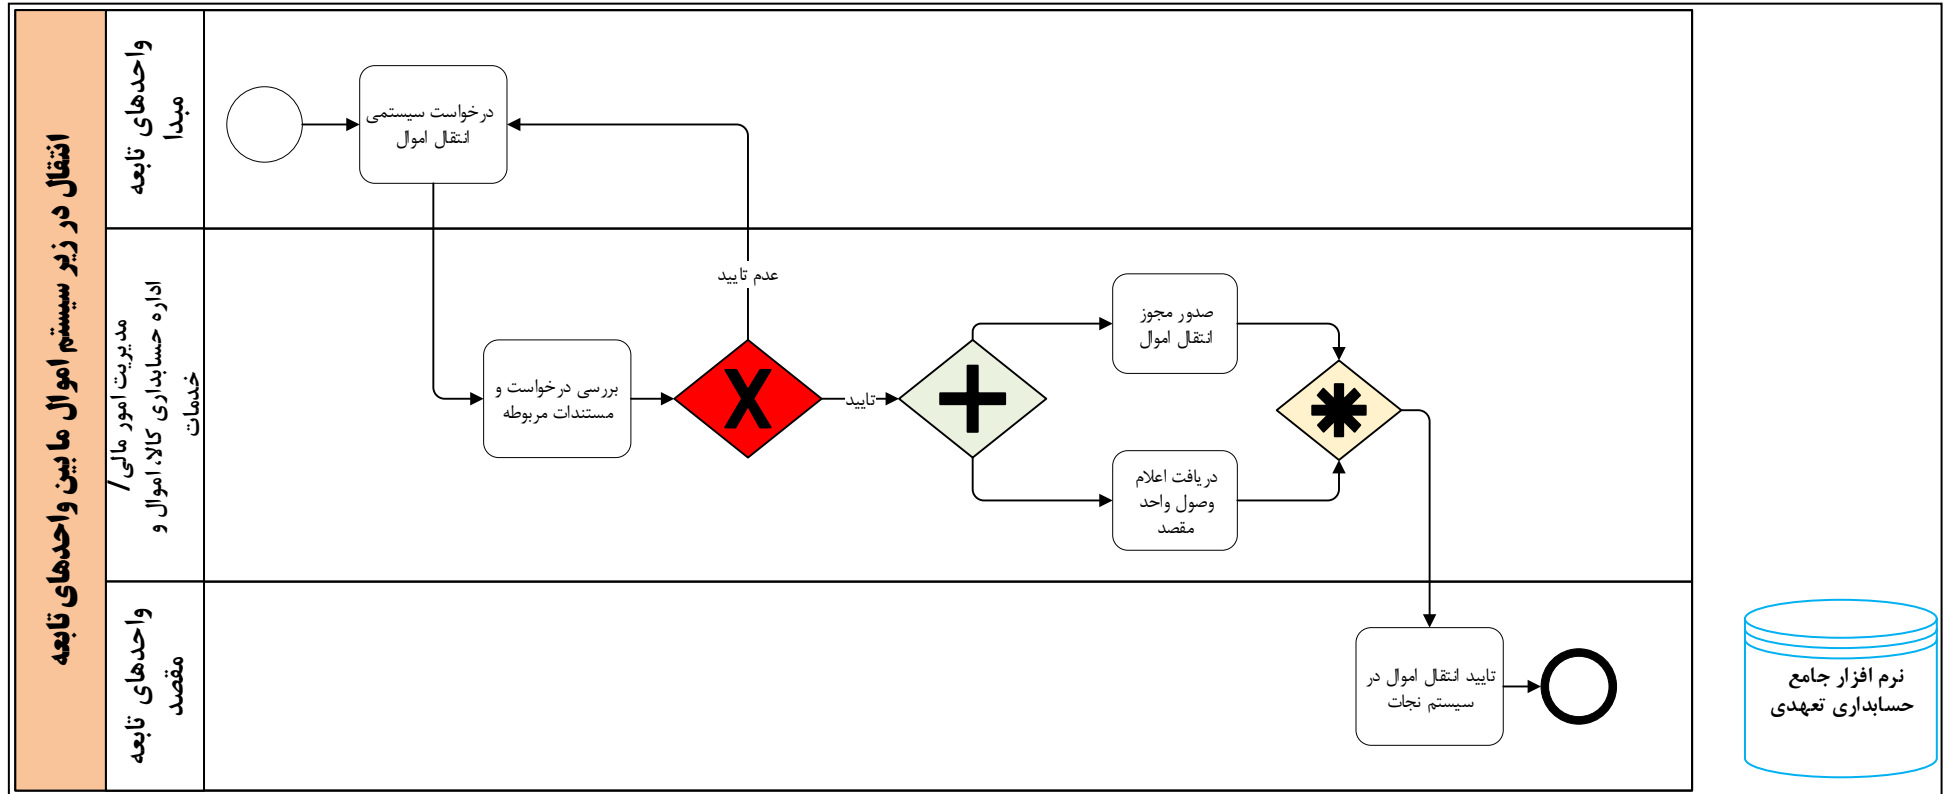 انتقال در زیر سیستم اموال ما بین واحدهای تابعه
واحدهای تابعه
مبدا
درخواست سیستمی
انتقال اموال
مدیریت امور مالی/
اداره حسابداری کالا، اموال و
خدمات
بررسی درخواست و
مستندات مربوطه
عدم تایید
تایید
صدور مجوز
انتقال اموال
دریافت اعلام
وصول واحد
مقصد
واحدهای تابعه
مقصد
تایید انتقال اموال در
سیستم نجات
نرم افزار جامع
حسابداری تعهدی